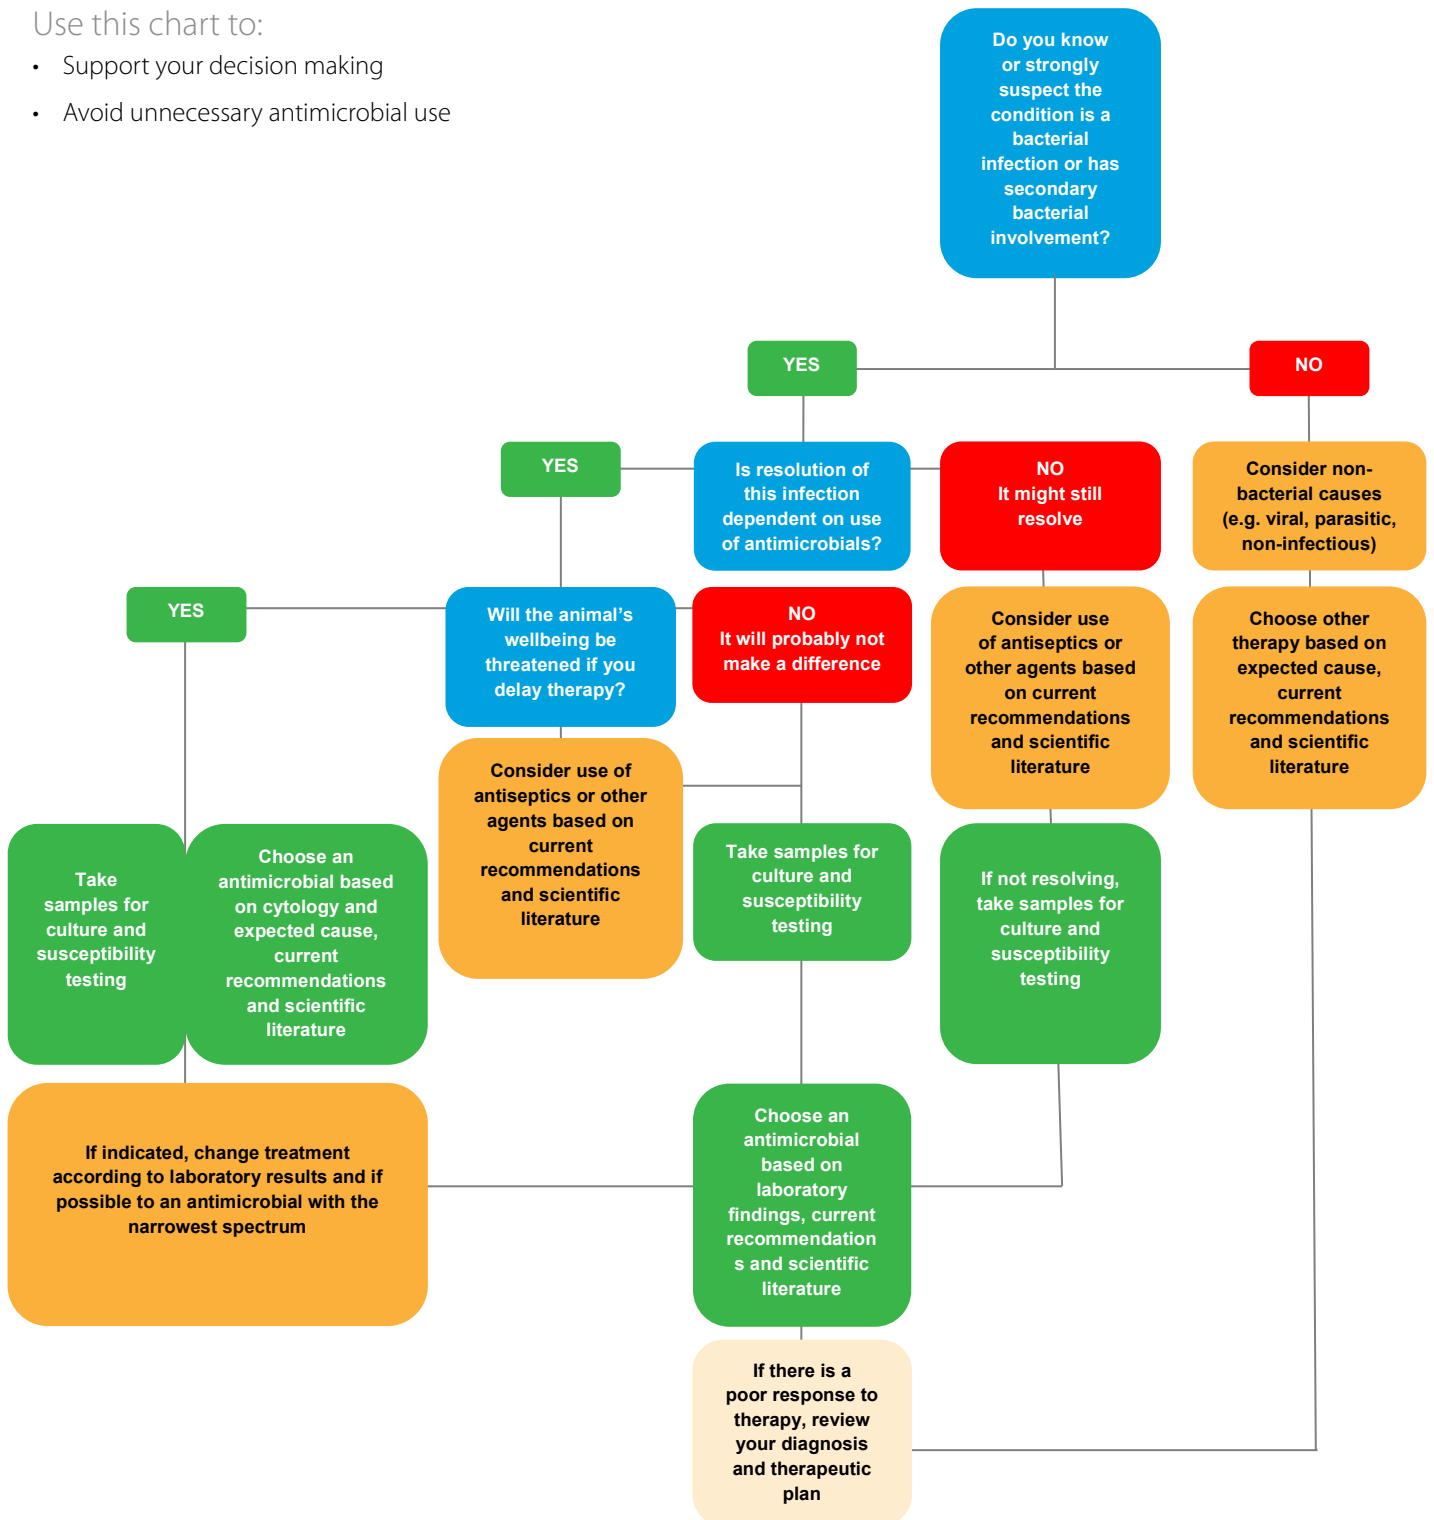 Use this chart to:
• Support your decision making
• Avoid unnecessary antimicrobial use
Do you know
or strongly
suspect the
condition is a
bacterial
infection or has
secondary
bacterial
involvement?
YES
NO
YES
Is resolution of
this infection
dependent on use
of antimicrobials?
NO
It might still
resolve
Consider non-
bacterial causes
(e.g. viral, parasitic,
non-infectious)
YES
Will the animal's
wellbeing be
threatened if you
delay therapy?
NO
It will probably not
make a difference
Consider use
of antiseptics or
other agents based
on current
recommendations
and scientific
literature
Choose other
therapy based on
expected cause,
current
recommendations
and scientific
literature
Consider use of
antiseptics or other
agents based on
current
recommendations
and scientific
literature
Take
samples for
culture and
susceptibility
testing
Choose an
antimicrobial based
on cytology and
expected cause,
current
recommendations
and scientific
literature
Take samples for
culture and
susceptibility
testing
If not resolving,
take samples for
culture and
susceptibility
testing
If indicated, change treatment
according to laboratory results and if
possible to an antimicrobial with the
narrowest spectrum
Choose an
antimicrobial
based on
laboratory
findings, current
recommendation
s and scientific
literature
If there is a
poor response to
therapy, review
your diagnosis
and therapeutic
plan